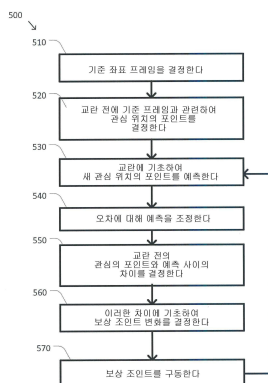 500
510
기준 좌표 프레임을 결정한다
520
교란 전에 기준 프레임과 관련하여
관심 위치의 포인트를
결정한다
530
교란에 기초하여
새 관심 위치의 포인트를 예측한다
540
오차에 대해 예측을 조정한다
550
교란 전의
관심의 포인트와 예측 사이의
차이를 결정한다
560
이러한 차이에 기초하여
보상 조인트 변화를 결정한다
570
보상 조인트를 구동한다